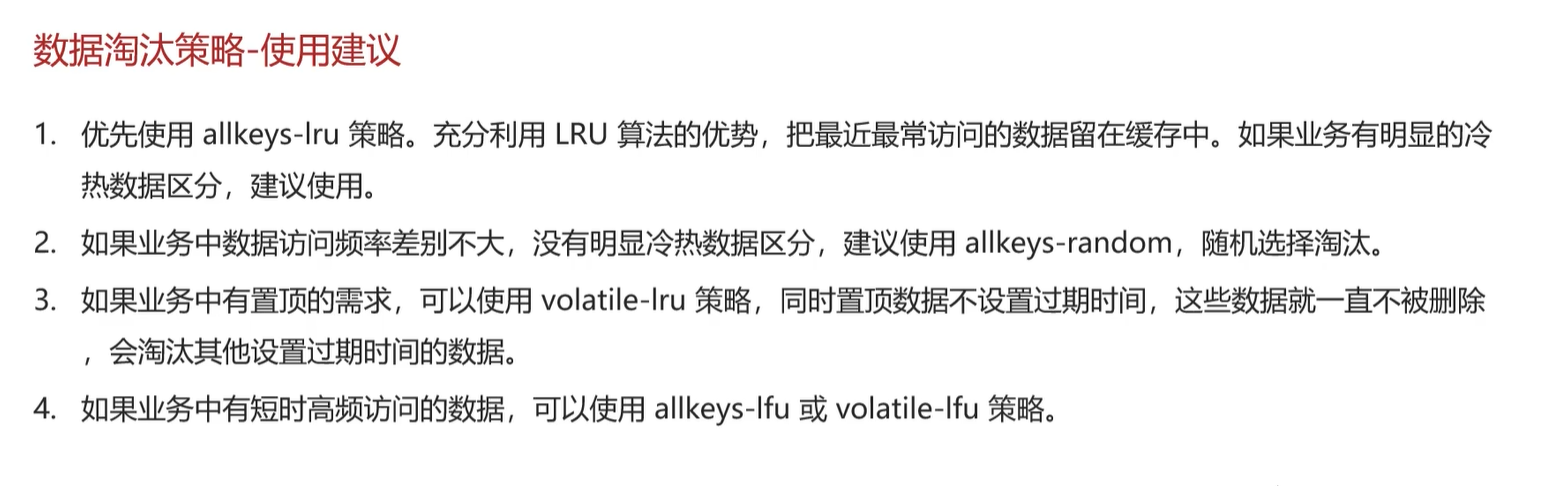 数据淘汰策略-使用建议
1. 优先使用 allkeys-lru 策略。充分利用 LRU 算法的优势，把最近最常访问的数据留在缓存中。如果业务有明显的冷
热数据区分，建议使用。
2. 如果业务中数据访问频率差别不大，没有明显冷热数据区分，建议使用 allkeys-random，随机选择淘汰。
3. 如果业务中有置顶的需求，可以使用 volatile-lru 策略，同时置顶数据不设置过期时间，这些数据就一直不被删除
，会淘汰其他设置过期时间的数据。
4. 如果业务中有短时高频访问的数据，可以使用 allkeys-lfu 或 volatile-lfu 策略。